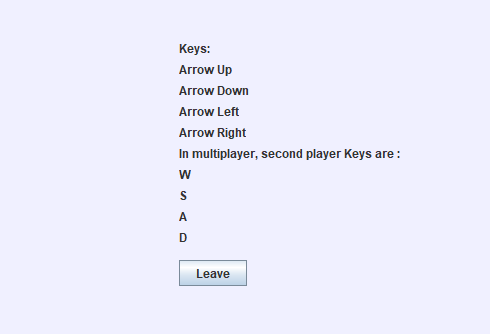 Keys:
Arrow Up
Arrow Down
Arrow Left
Arrow Right
In multiplayer, second player Keys are :
W
S
A
D
Leave